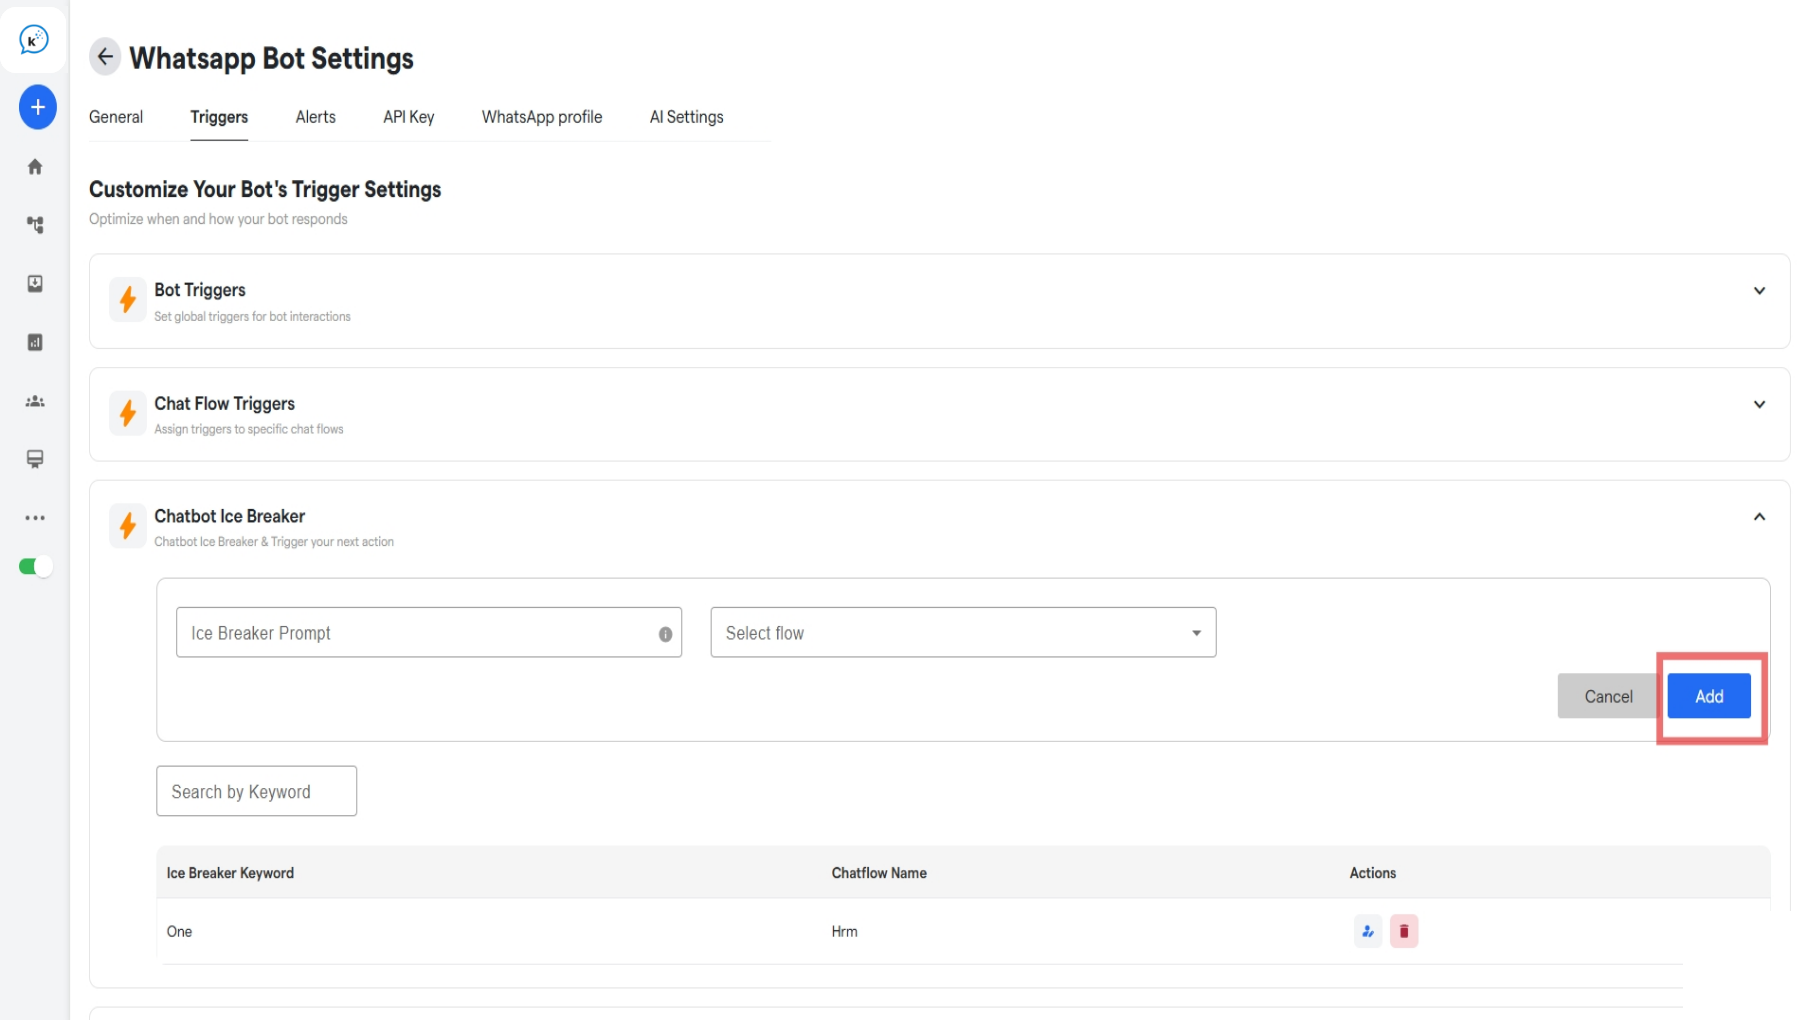 k
Whatsapp Bot Settings
General Triggers Alerts API Key WhatsApp profile AI Settings
Customize Your Bot's Trigger Settings
Optimize when and how your bot responds
Bot Triggers
Set global triggers for bot interactions
Chat Flow Triggers
Assign triggers to specific chat flows
Chatbot Ice Breaker
Chatbot Ice Breaker & Trigger your next action
Ice Breaker Prompt Select flow
Cancel Add
Search by Keyword
Ice Breaker Keyword Chatflow Name Actions
One Hrm